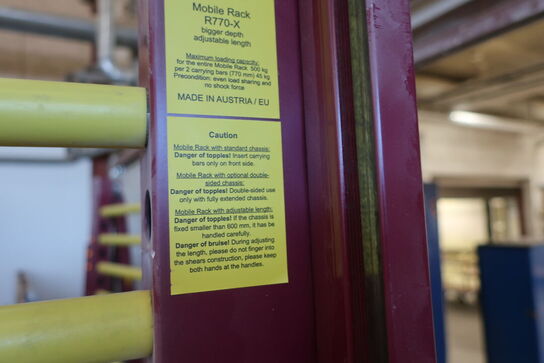 Mobile Rack
R770-X
bigger depth
adjustable length
Maximum loading capacity:
for the entire Mobile Rack 500 kg
per 2 carrying bars (770 mm) 45 kg
Precondition: even load sharing and
no shock force
MADE IN AUSTRIA / EU
Caution
Mobile Rack with standard chassis:
Danger of topples! Insert carrying
bars only on front side.
Mobile Rack with optional double-
sided chassis:
Danger of topples! Double-sided use
only with fully extended chassis.
Mobile Rack with adjustable length:
Danger of topples! If the chassis is
fixed smaller than 600 mm, it has be
handled carefully.
Danger of bruise! During adjusting
the length, please do not finger into
the shears construction, please keep
both hands at the handles.